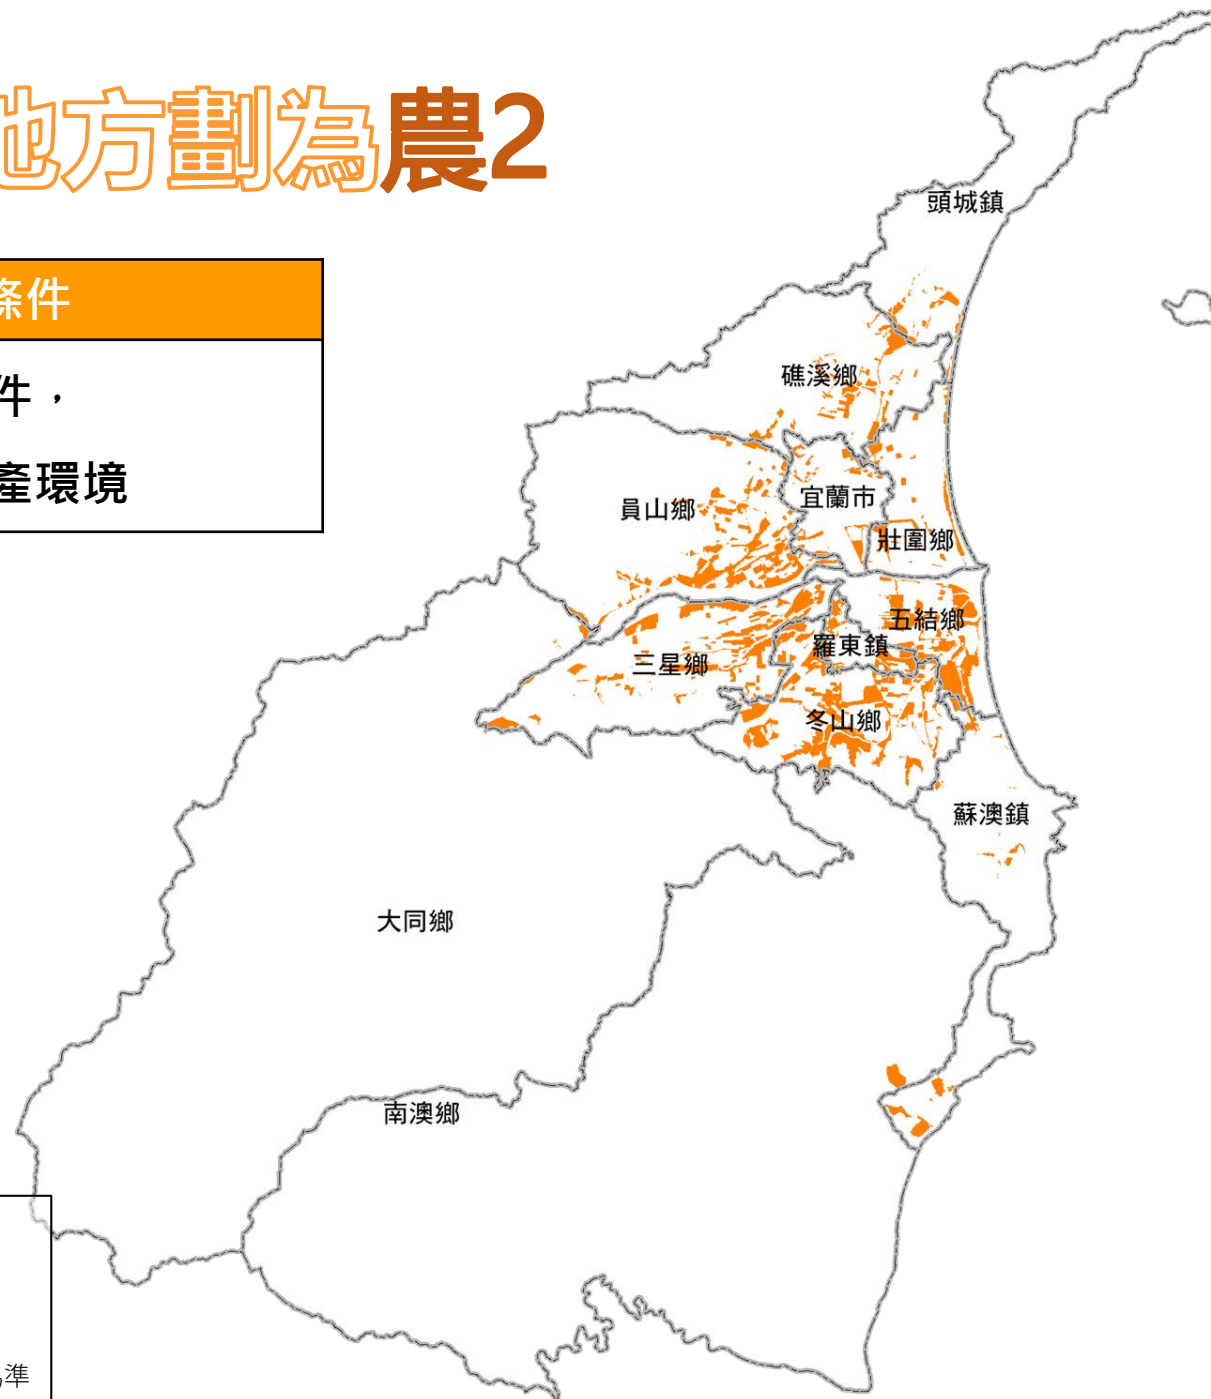 地方劃為農2
條件
件，
產環境
頭城鎮
礁溪鄉
員山鄉
宜蘭市
壯圍鄉
五結鄉
羅東鎮
三星鄉
冬山鄉
蘇澳鎮
大同鄉
南澳鄉
為準